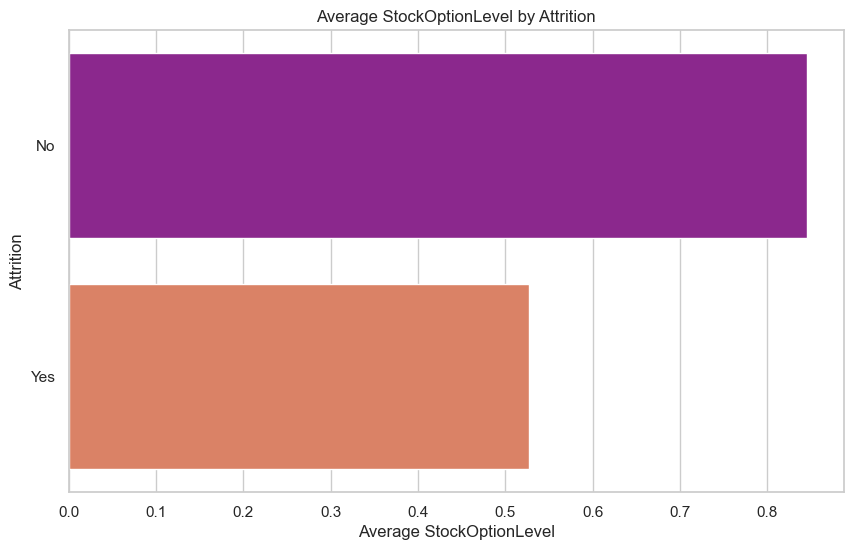 Average StockOptionLevel by Attrition
Attrition
No
Yes
0.0 0.1 0.2 0.3 0.4 0.5 0.6 0.7 0.8
Average StockOptionLevel